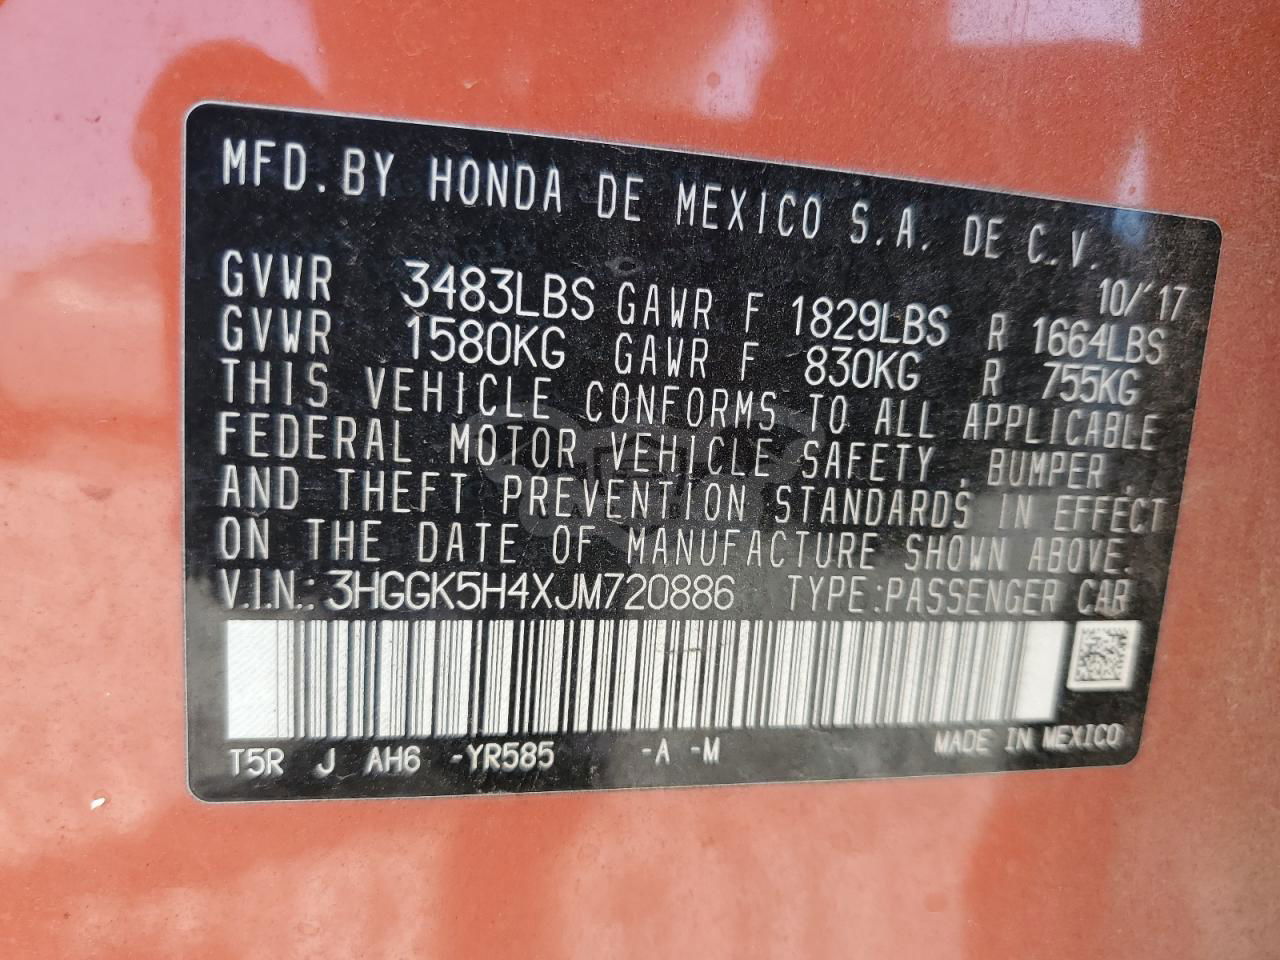 MFD.BY HONDA DE MEXICO S.A. DE C.V.
10/'17
GVWR 3483LBS GAWR F 1829LBS R 1664LBS
GVWR 1580KG GAWR F 830KG R 755KG
THIS VEHICLE CONFORMS TO ALL APPLICABLE
FEDERAL MOTOR VEHICLE SAFETY, BUMPER,
AND THEFT PREVENTION STANDARDS IN EFFECT
ON THE DATE OF MANUFACTURE SHOWN ABOVE.
V.I.N.: 3HGGK5H4XJM720886 TYPE:PASSENGER CAR
T5R J AH6 -YR585 -A -M MADE IN MEXICO